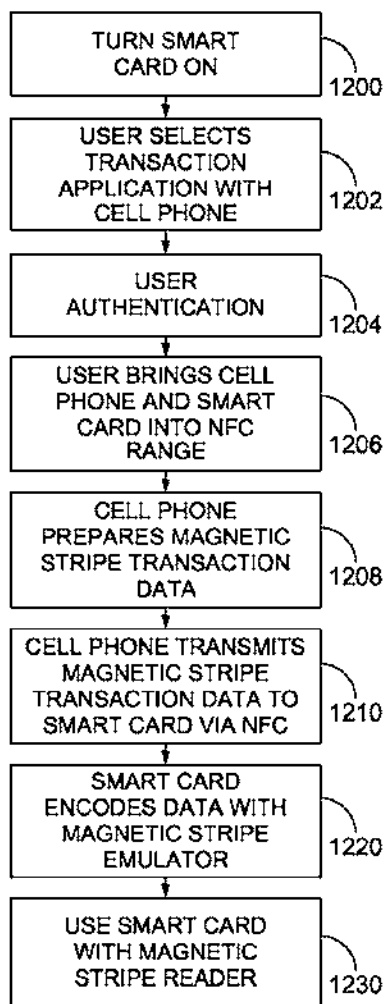 TURN SMART
CARD ON
1200
USER SELECTS
TRANSACTION
APPLICATION WITH
CELL PHONE
1202
USER
AUTHENTICATION
1204
USER BRINGS CELL
PHONE AND SMART
CARD INTO NFC
RANGE
1206
CELL PHONE
PREPARES MAGNETIC
STRIPE TRANSACTION
DATA
1208
CELL PHONE TRANSMITS
MAGNETIC STRIPE
TRANSACTION DATA TO
SMART CARD VIA NFC
1210
SMART CARD
ENCODES DATA WITH
MAGNETIC STRIPE
EMULATOR
1220
USE SMART CARD
WITH MAGNETIC
STRIPE READER
1230